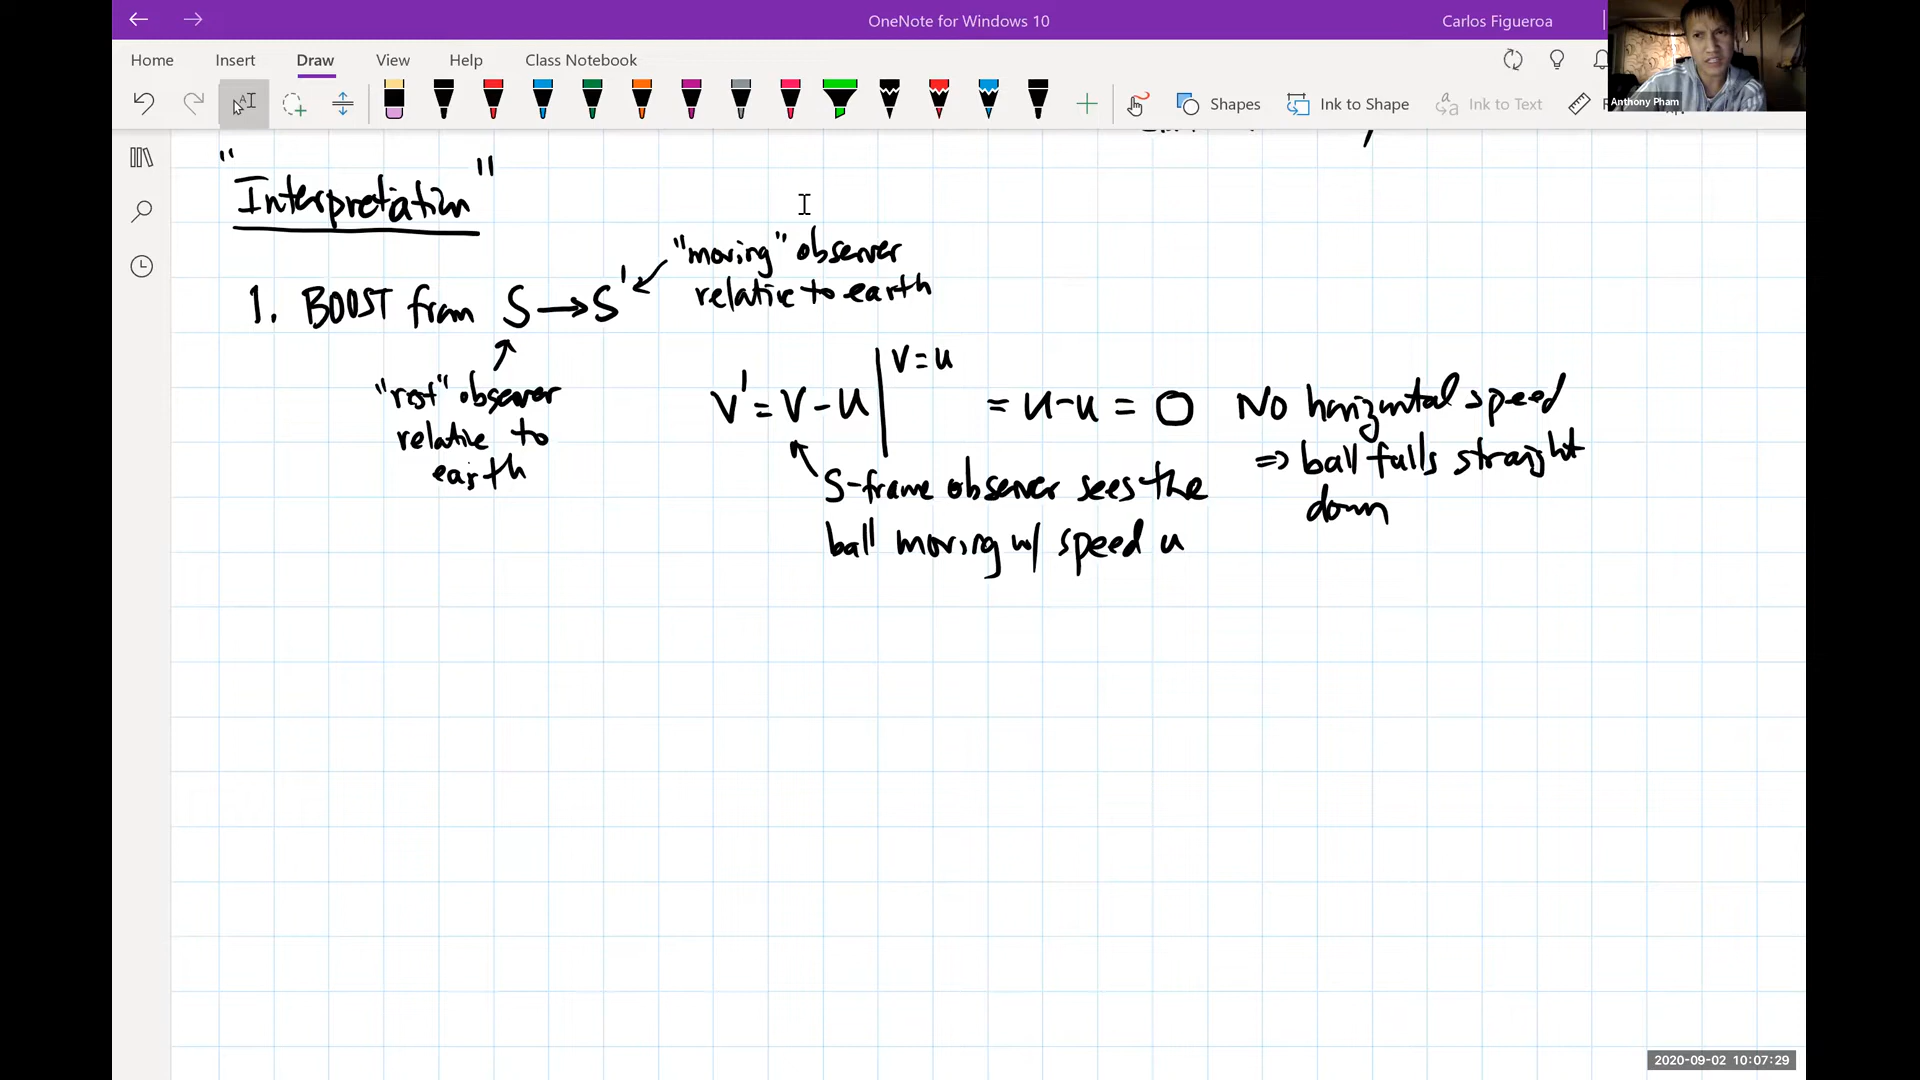 OneNote for Windows 10
Carlos Figueroa
Home Insert Draw View Help Class Notebook
Shapes Ink to Shape Ink to Text
Anthony Pham
"Interpretation"
"moving" observer
relative to earth
1. BOOST from S → S'
"rest" observer
relative to
earth
V' = V - u | V = u = u - u = 0 No horizontal speed
⇒ ball falls straight
down
S-frame observer sees the
ball moving w/ speed u
2020-09-02 10:07:29